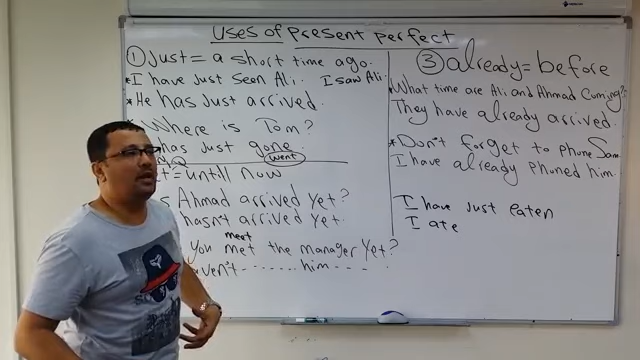 Uses of present perfect
① Just = a short time ago.
* I have just seen Ali. I saw Ali.
* He has just arrived.
* Where is Tom?
has just gone. went
= untill now
Ahmad arrived yet?
hasn't arrived yet.
meet
you met the manager yet?
aven't ........ him ....
③ already = before
What time are Ali and Ahmad Cuming?
They have already arrived.
* Don't forget to phone Sam
I have already phoned him.
I have just eaten
I ate